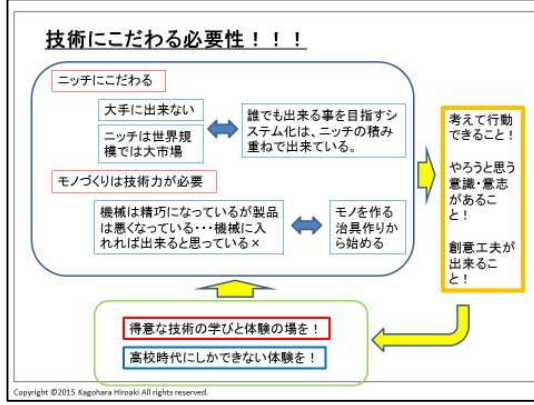 技術にこだわる必要性！！！
ニッチにこだわる
大手に出来ない
ニッチは世界規
模では大市場
誰でも出来る事を目指すシ
ステム化は、ニッチの積み
重ねで出来ている。
モノづくりは技術力が必要
機械は精巧になっているが製品
は悪くなっている・・・機械に入
れれば出来ると思っている×
モノを作る
治具作りか
ら始める
考えて行動
できること！
やろうと思う
意識・意志
があるこ
と！
創意工夫が
出来るこ
と！
得意な技術の学びと体験の場を！
高校時代にしかできない体験を！
Copyright ©2015 Kagohara Hiroaki All rights reserved.